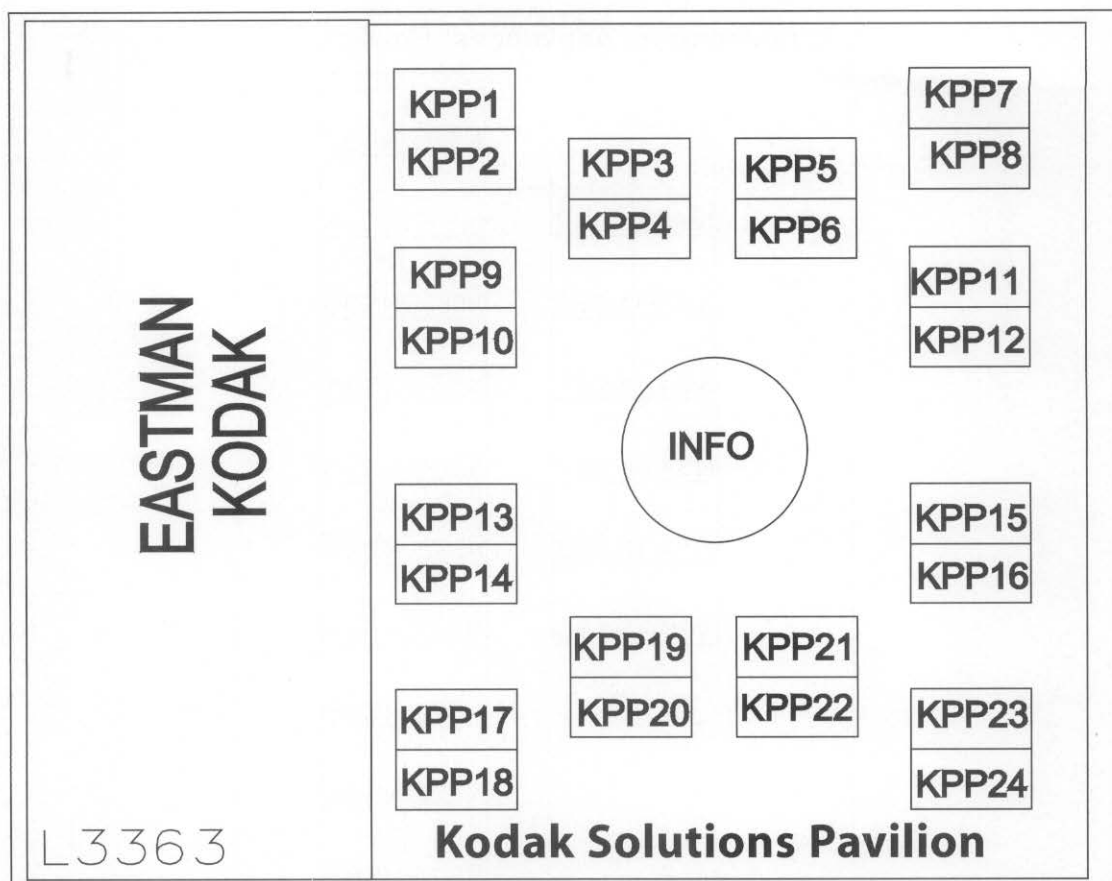 EASTMAN
KODAK
L3363
KPP1
KPP2
KPP3
KPP4
KPP5
KPP6
KPP7
KPP8
KPP9
KPP10
KPP11
KPP12
INFO
KPP13
KPP14
KPP15
KPP16
KPP17
KPP18
KPP19
KPP20
KPP21
KPP22
KPP23
KPP24
Kodak Solutions Pavilion